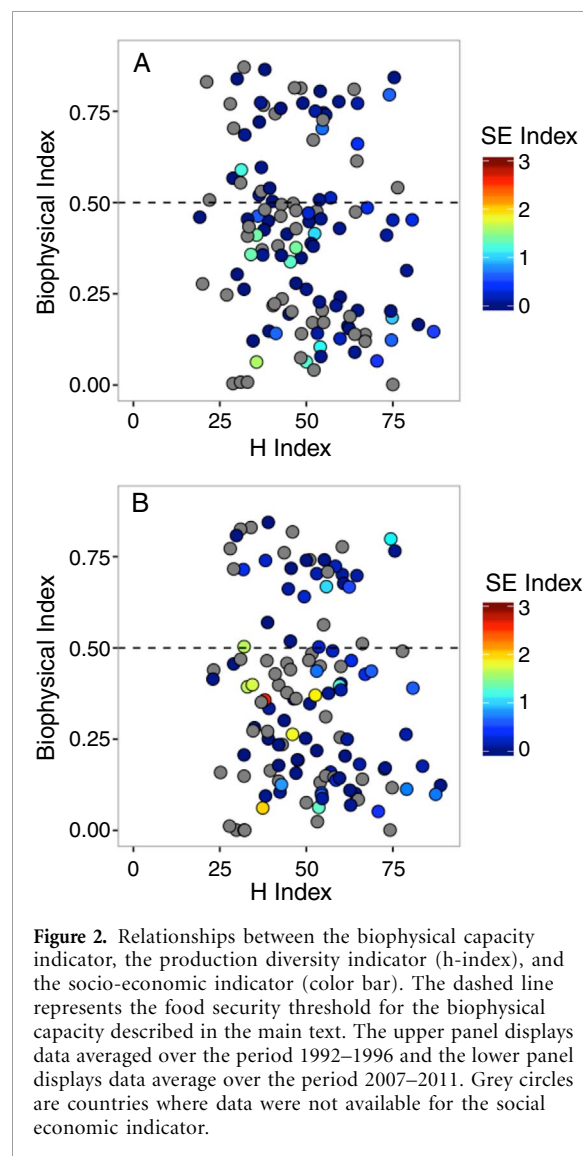 A
Biophysical Index
0.75
0.50
0.25
0.00
0
25
50
75
H Index
SE Index
3
2
1
0
B
Biophysical Index
0.75
0.50
0.25
0.00
0
25
50
75
H Index
SE Index
3
2
1
0
Figure 2. Relationships between the biophysical capacity
indicator, the production diversity indicator (h-index), and
the socio-economic indicator (color bar). The dashed line
represents the food security threshold for the biophysical
capacity described in the main text. The upper panel displays
data averaged over the period 1992–1996 and the lower panel
displays data average over the period 2007–2011. Grey circles
are countries where data were not available for the social
economic indicator.